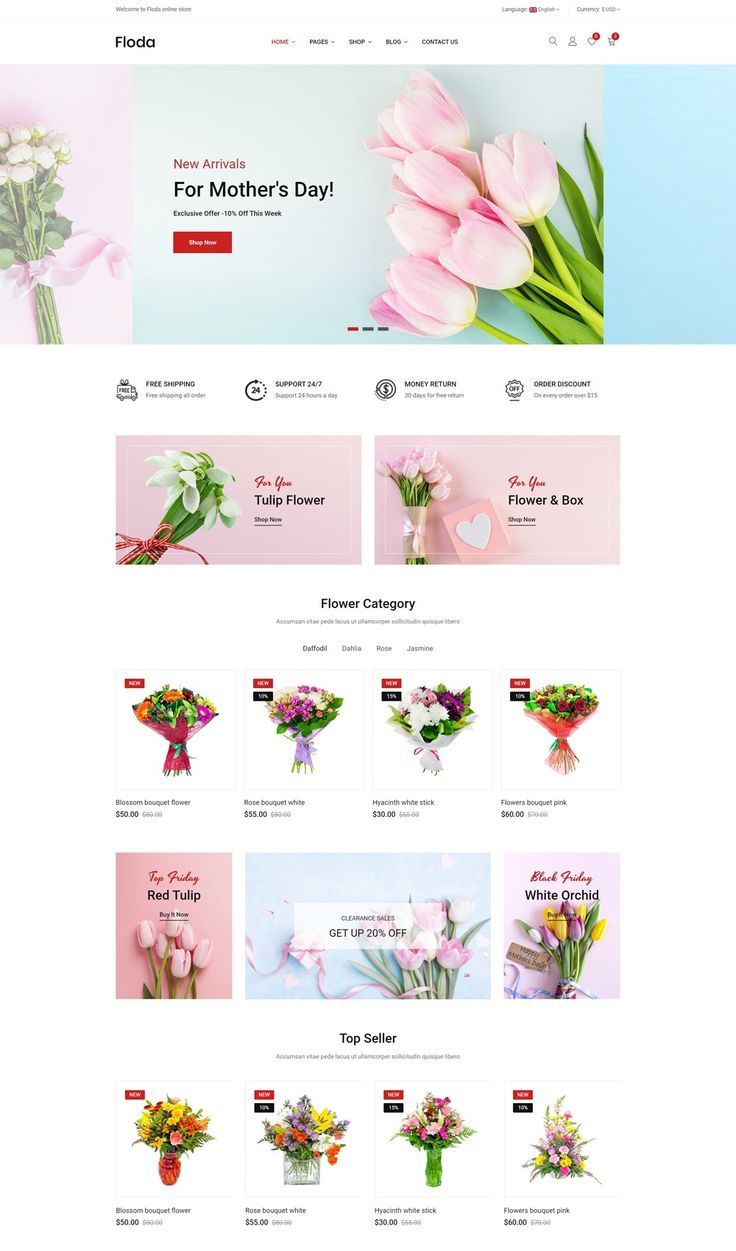 Welcome to Floda online store
Language: English
Currency: $ USD
Floda
HOME
PAGES
SHOP
BLOG
CONTACT US
0
2
New Arrivals
For Mother's Day!
Exclusive Offer -10% Off This Week
Shop Now
FREE
FREE SHIPPING
Free shipping all order
24
SUPPORT 24/7
Support 24 hours a day
$
MONEY RETURN
30 days for free return
OFF
ORDER DISCOUNT
On every order over $15
For You
Tulip Flower
Shop Now
For You
Flower & Box
Shop Now
Flower Category
Accumsan vitae pede lacus ut ullamcorper sollicitudin quisque libero
Daffodil
Dahlia
Rose
Jasmine
NEW
NEW
10%
NEW
15%
NEW
10%
Blossom bouquet flower
$50.00 $80.00
Rose bouquet white
$55.00 $80.00
Hyacinth white stick
$30.00 $55.00
Flowers bouquet pink
$60.00 $70.00
Top Friday
Red Tulip
Buy It Now
CLEARANCE SALES
GET UP 20% OFF
Black Friday
White Orchid
Buy It Now
Happy
Mothers Day!
Top Seller
Accumsan vitae pede lacus ut ullamcorper sollicitudin quisque libero
NEW
NEW
10%
NEW
15%
NEW
10%
Blossom bouquet flower
$50.00 $80.00
Rose bouquet white
$55.00 $80.00
Hyacinth white stick
$30.00 $55.00
Flowers bouquet pink
$60.00 $70.00